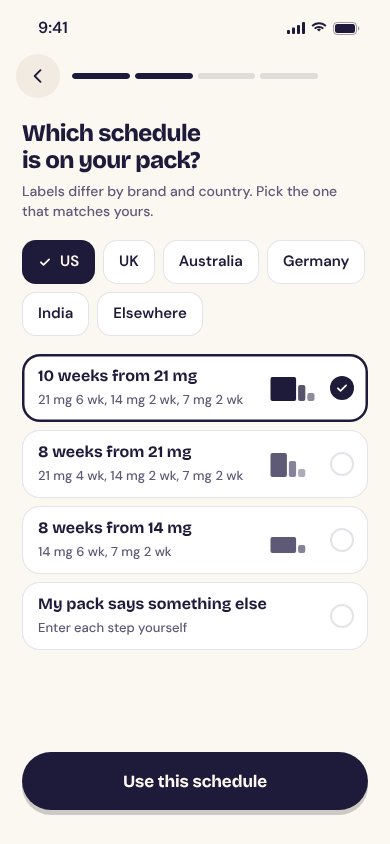 9:41
Which schedule
is on your pack?
Labels differ by brand and country. Pick the one
that matches yours.
US
UK
Australia
Germany
India
Elsewhere
10 weeks from 21 mg
21 mg 6 wk, 14 mg 2 wk, 7 mg 2 wk
8 weeks from 21 mg
21 mg 4 wk, 14 mg 2 wk, 7 mg 2 wk
8 weeks from 14 mg
14 mg 6 wk, 7 mg 2 wk
My pack says something else
Enter each step yourself
Use this schedule